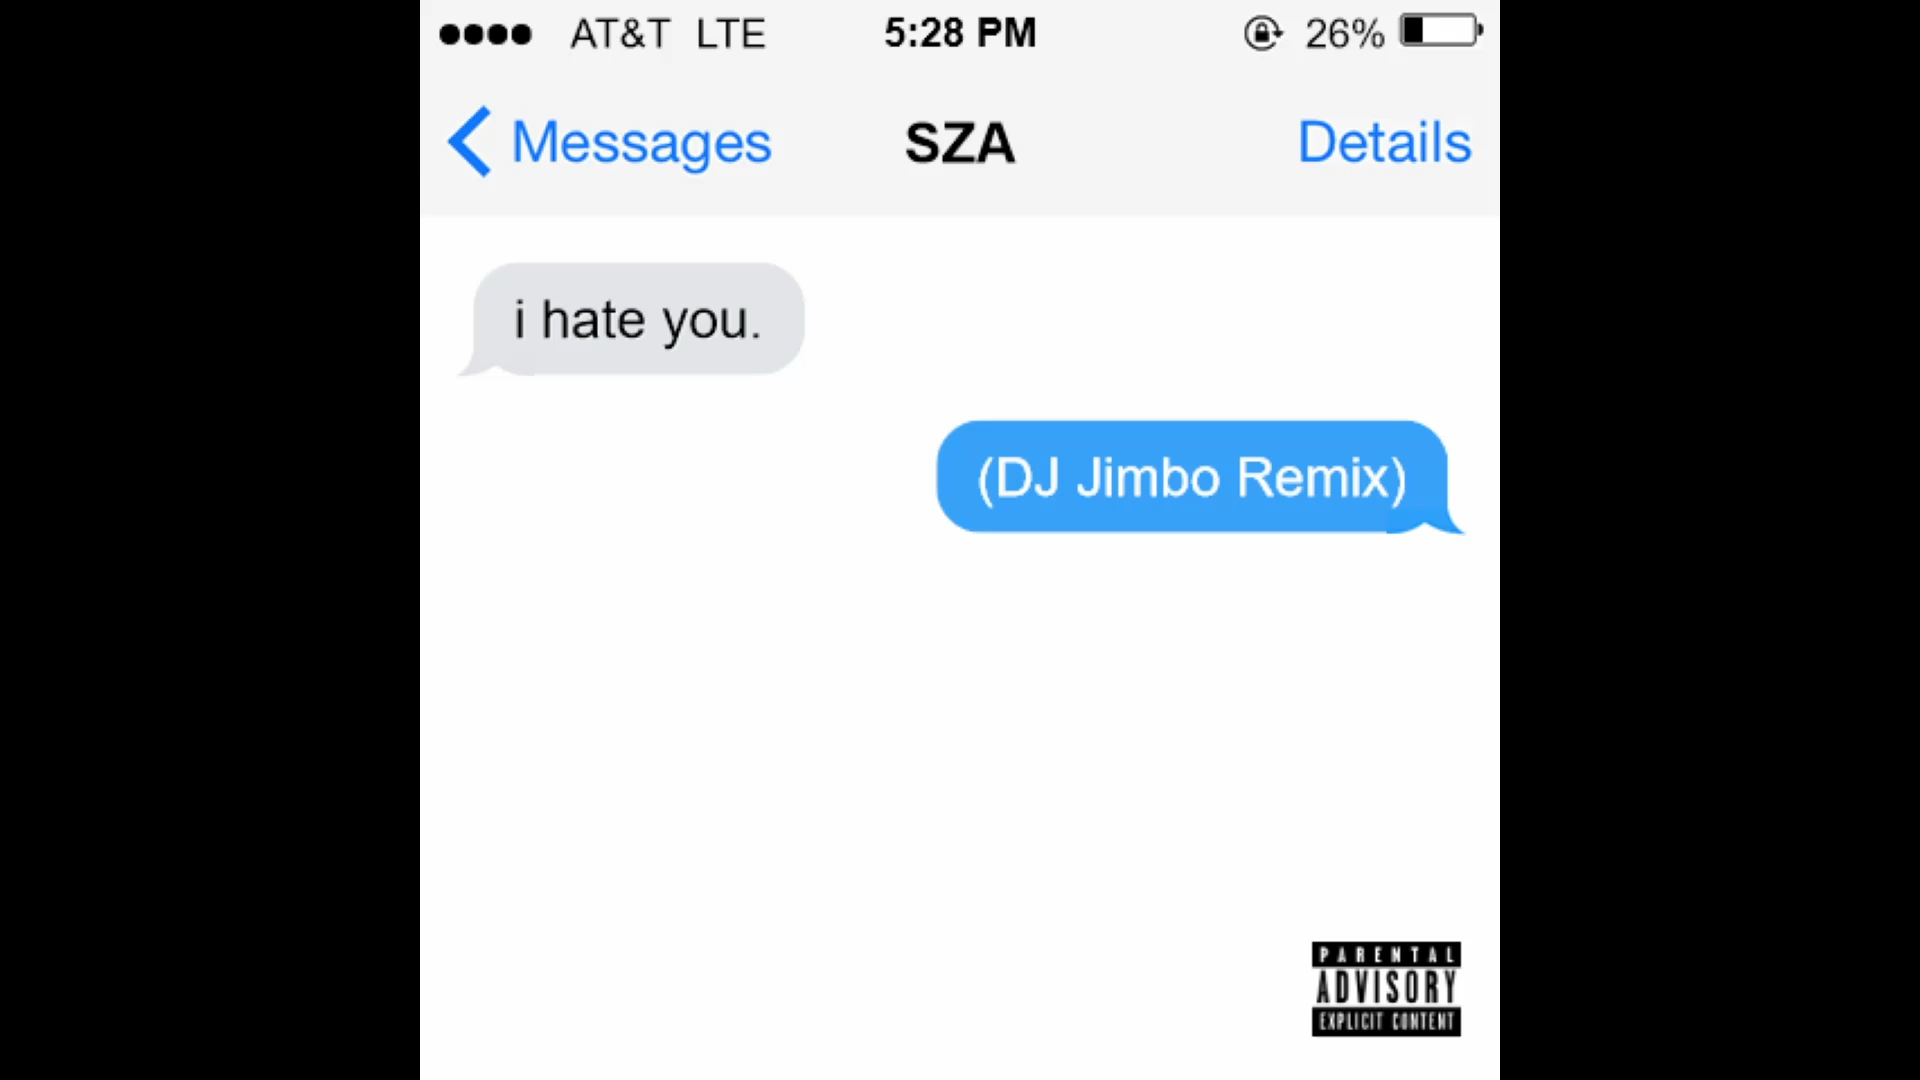 AT&T LTE 5:28 PM 26%
Messages SZA Details
i hate you.
(DJ Jimbo Remix)
PARENTAL
ADVISORY
EXPLICIT CONTENT